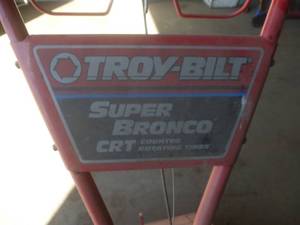 TROY-BILT
SUPER
BRONCO
CRT COUNTER
ROTATING TINES